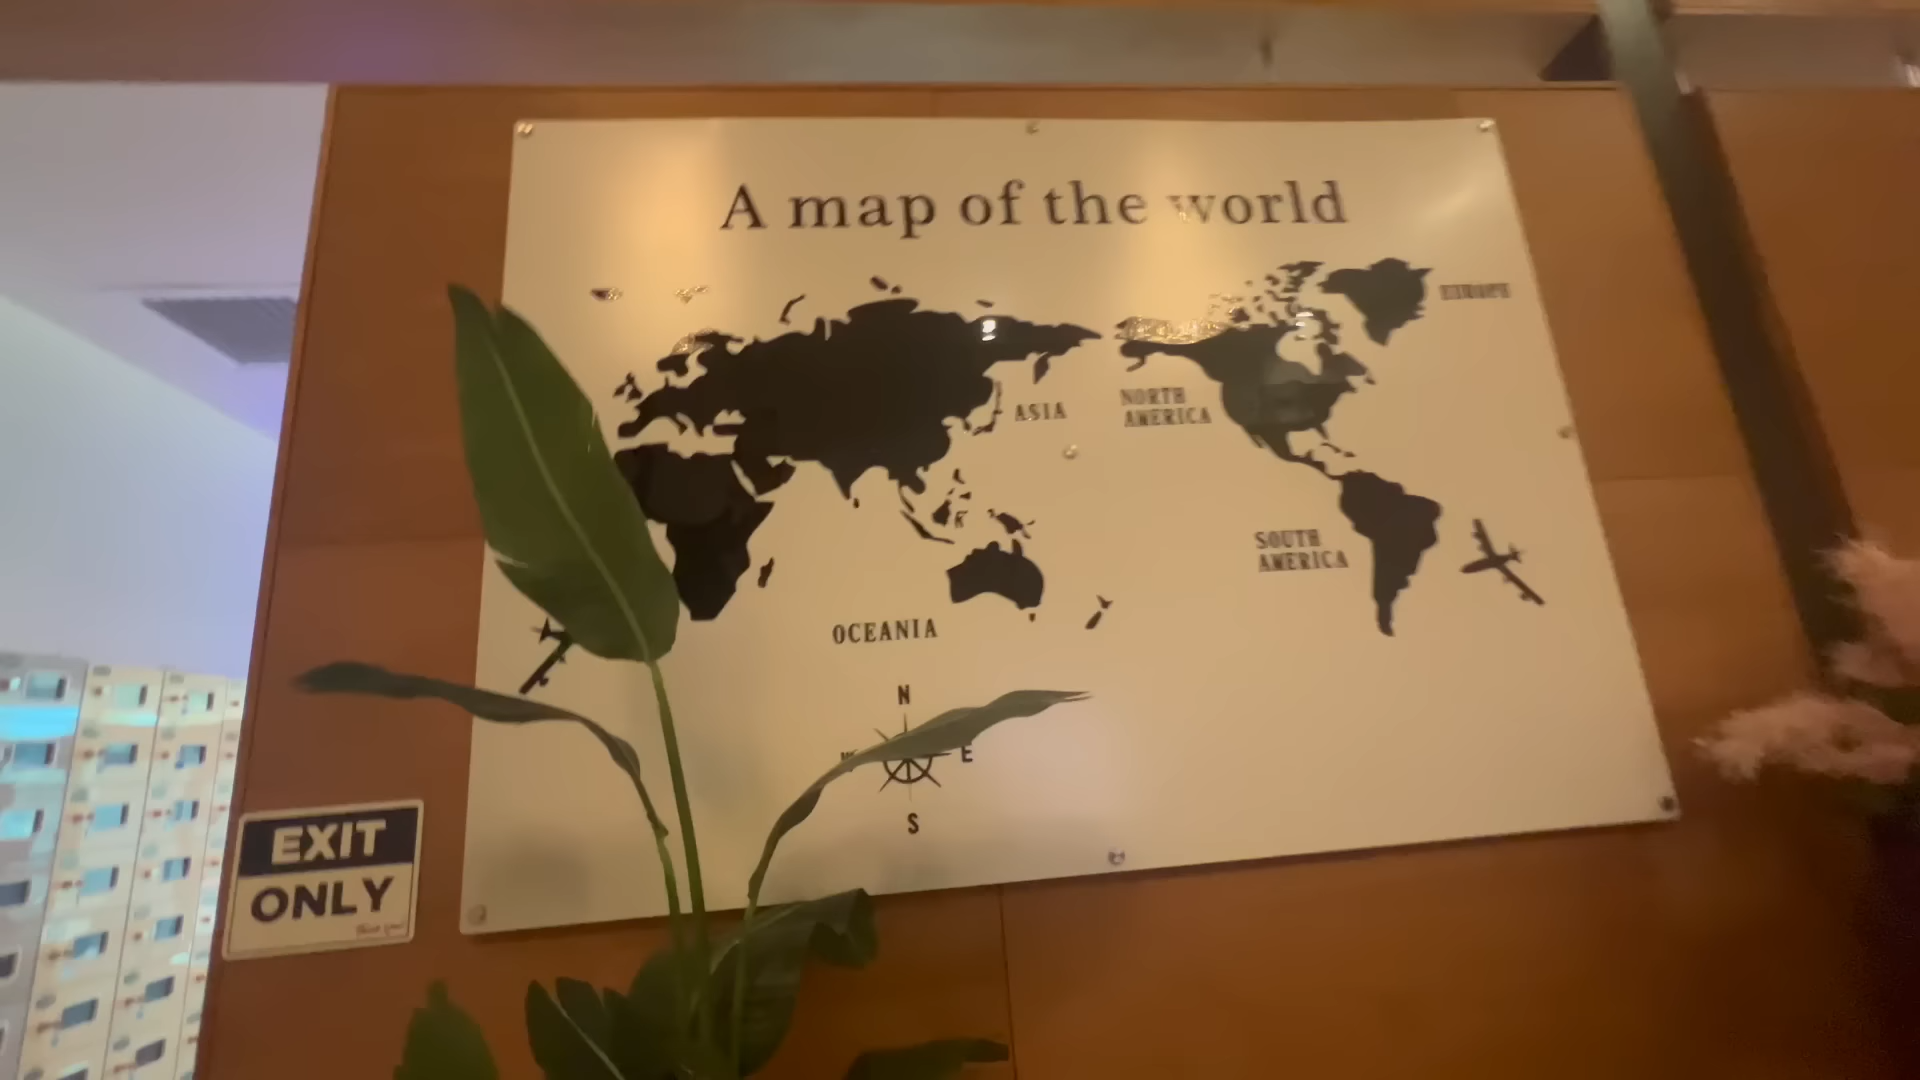 A map of the world
EUROPE
ASIA
NORTH
AMERICA
SOUTH
AMERICA
OCEANIA
N
E
S
EXIT
ONLY